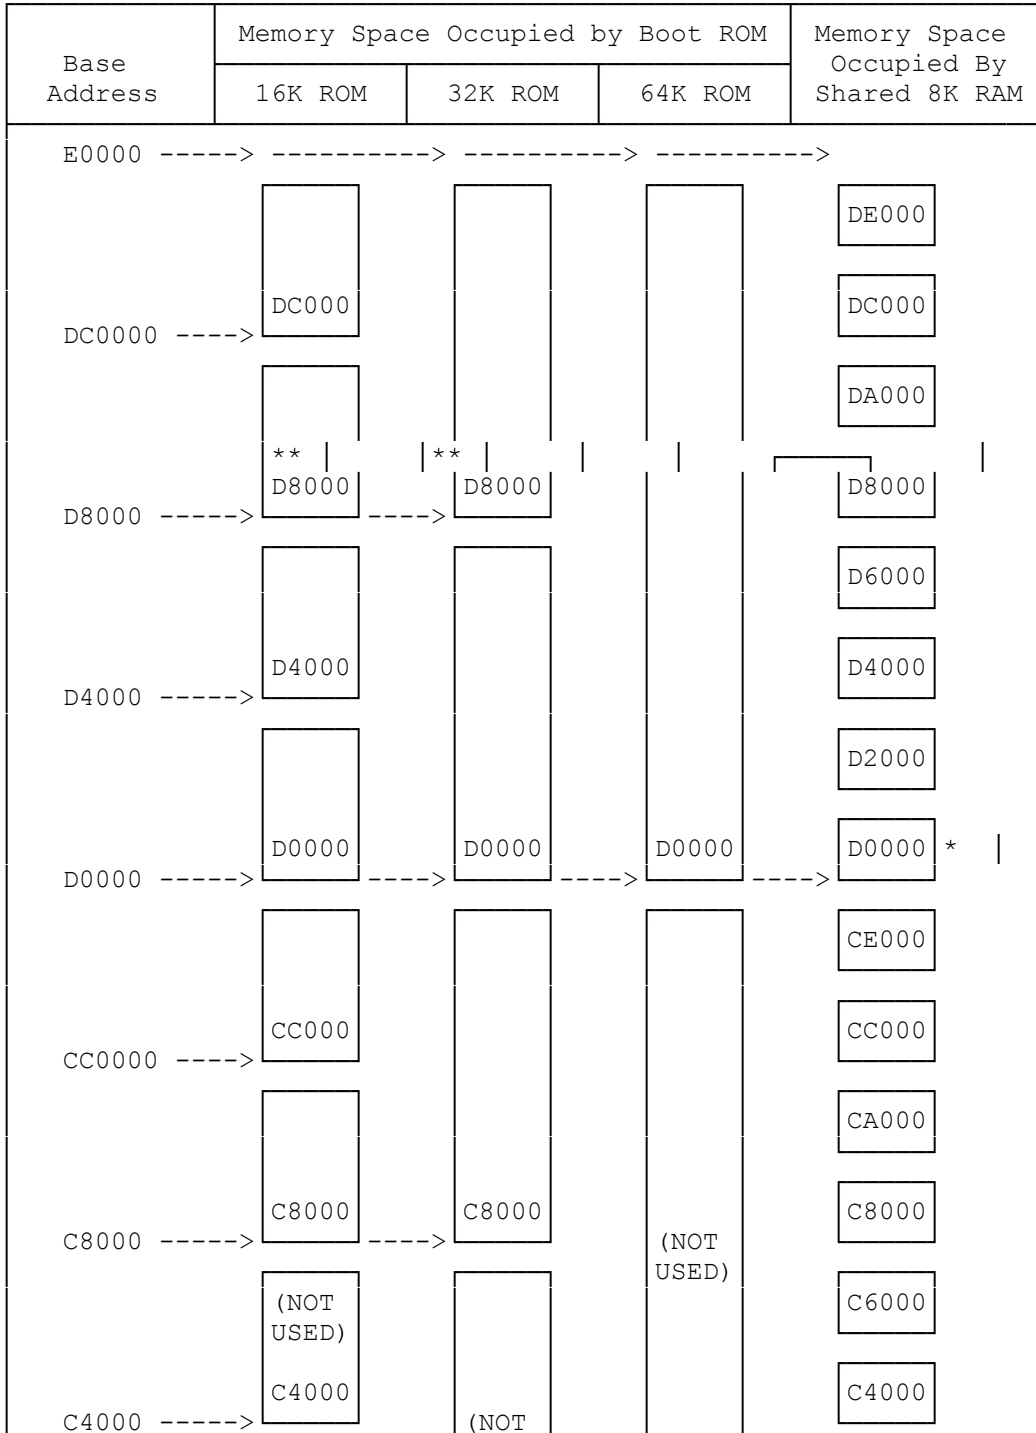 Memory Space Occupied by Boot ROM Memory Space
Base Occupied By
Address 16K ROM 32K ROM 64K ROM Shared 8K RAM
E0000 -----> ----------> ----------> ---------->
DE000
DC000 DC000
DC0000 ---->
DA000
** **
D8000 D8000 D8000
D8000 -----> ---->
D6000
D4000 D4000
D4000 ----->
D2000
D0000 D0000 D0000 D0000 *
D0000 -----> ----> ----> ---->
CE000
CC000 CC000
CC0000 ---->
CA000
C8000 C8000 C8000
C8000 -----> ----> (NOT
USED)
(NOT C6000
USED)
C4000 C4000
C4000 -----> (NOT